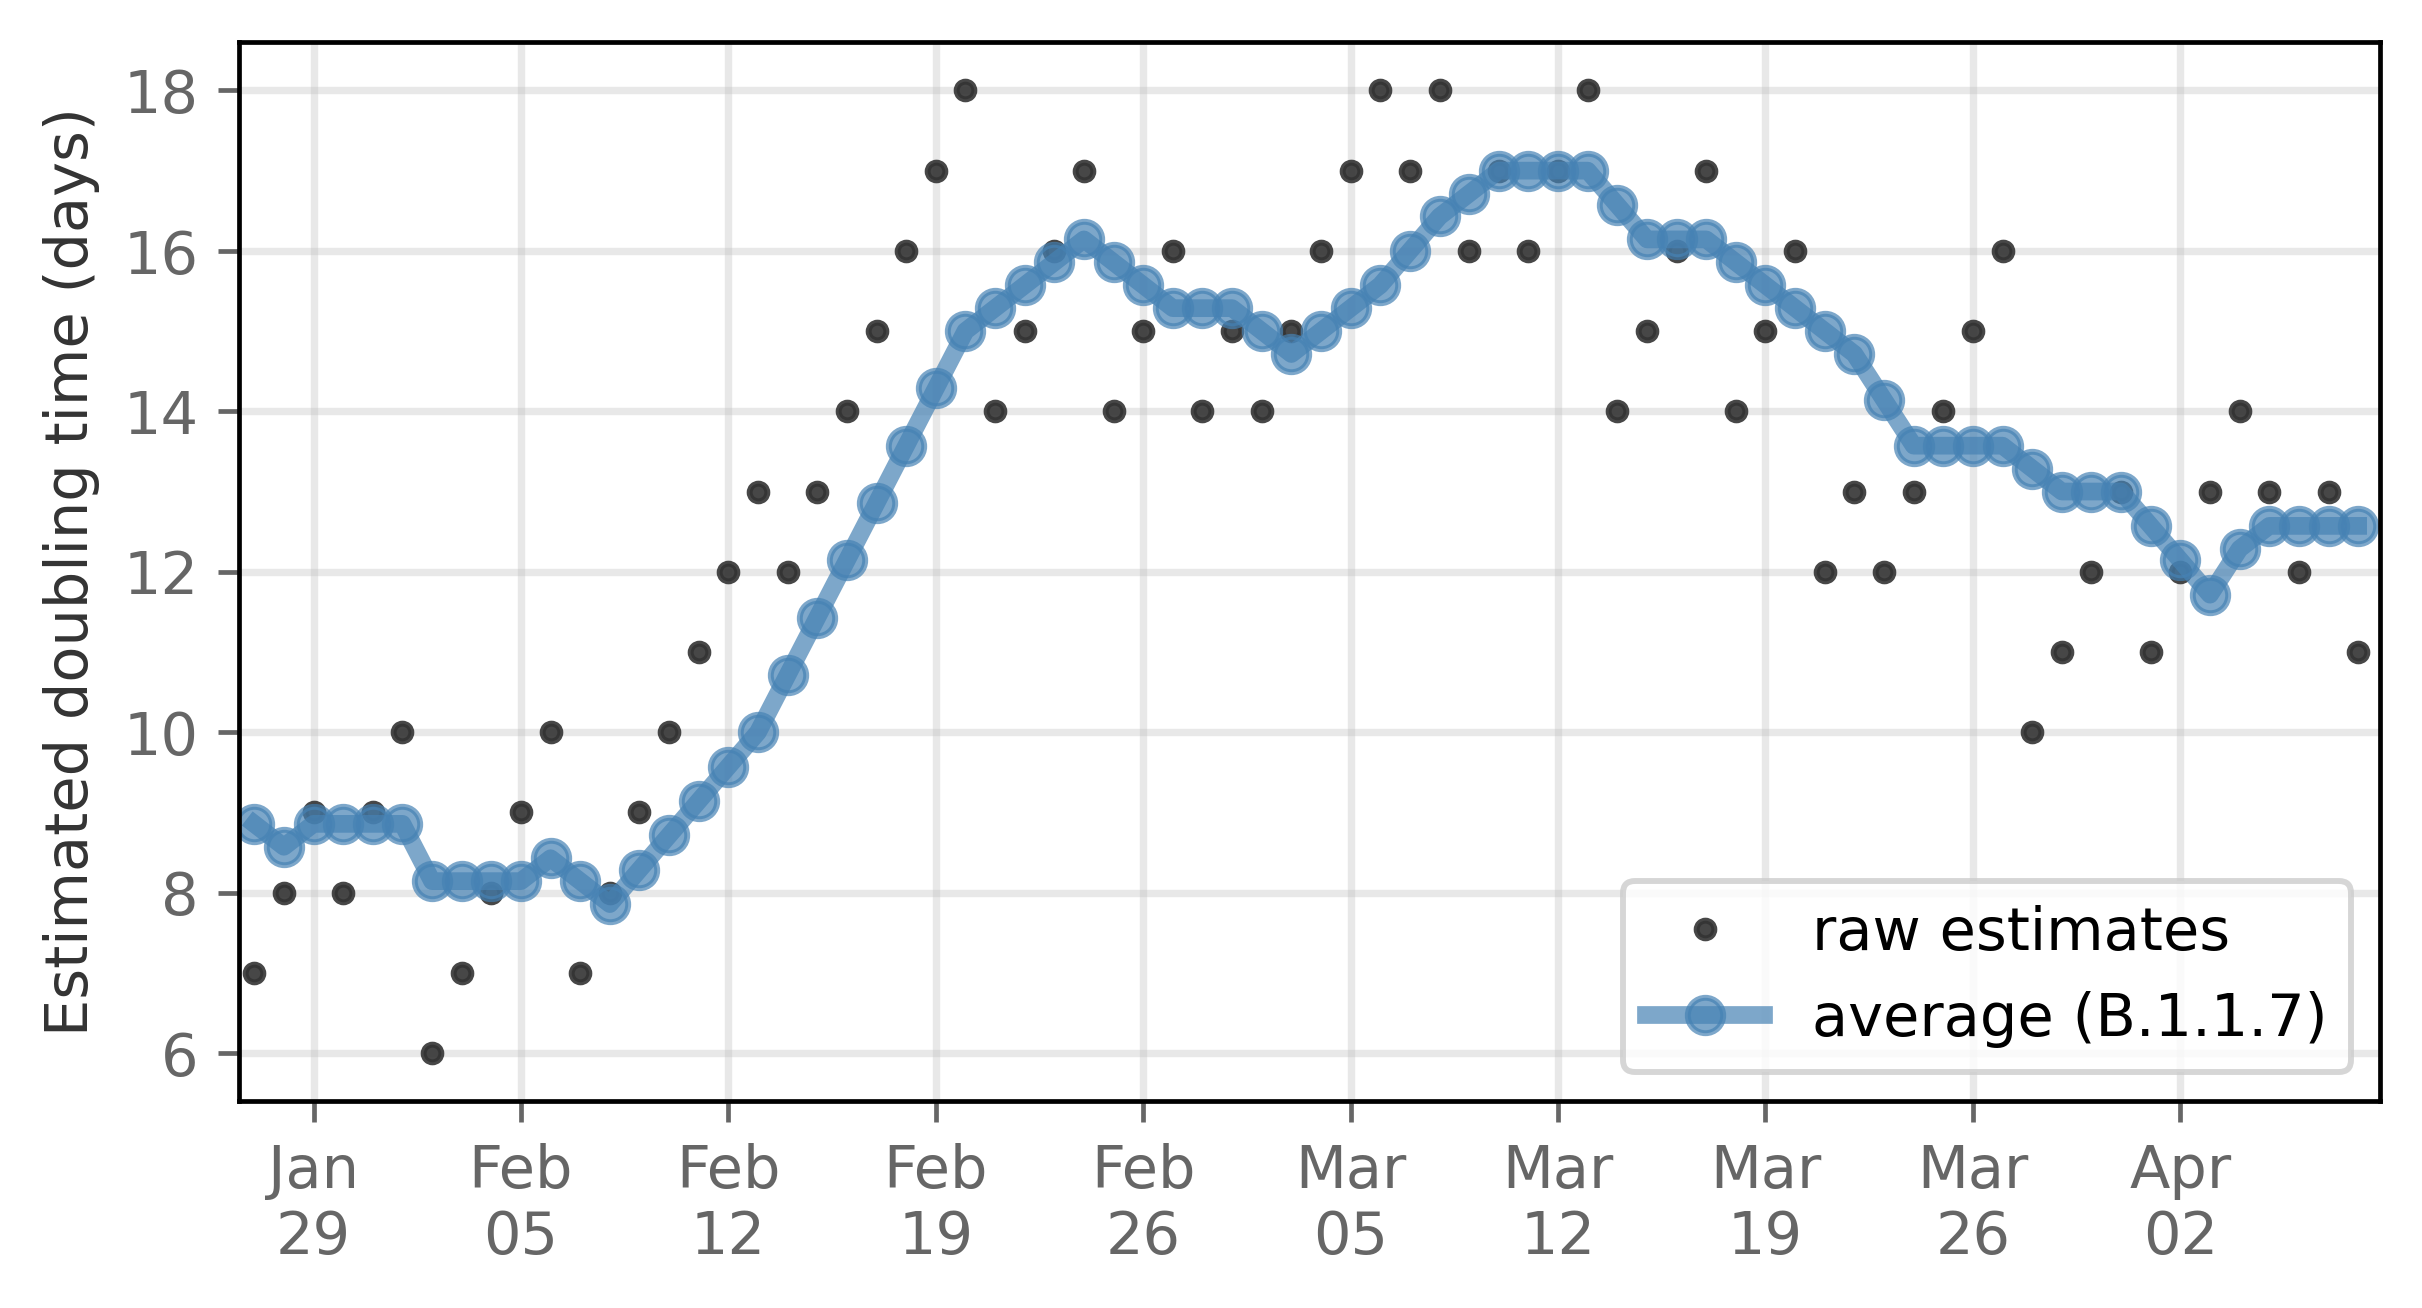 Estimated doubling time (days)
18
16
14
12
10
8
6
raw estimates
average (B.1.1.7)
Jan Feb Feb Feb Feb Mar Mar Mar Mar Apr
29 05 12 19 26 05 12 19 26 02